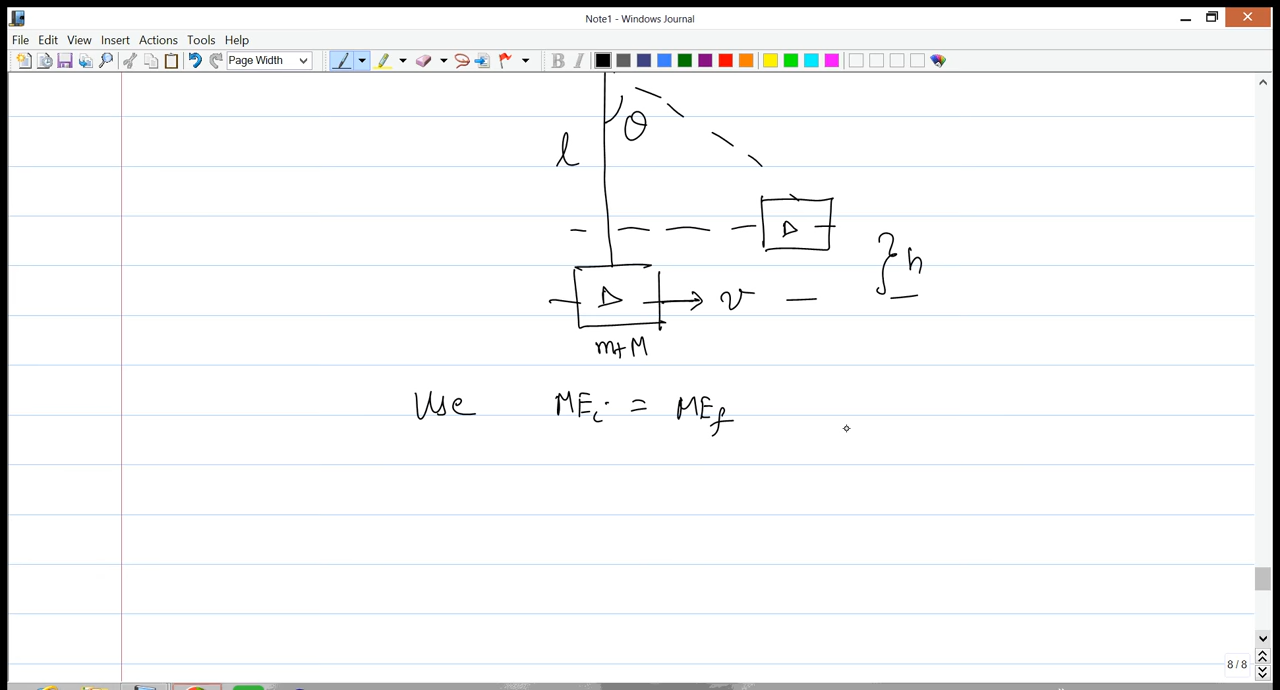 Note1 - Windows Journal
File Edit View Insert Actions Tools Help
Page Width B I
θ
l
h
v
m+M
Use MEi = MEf
8 / 8